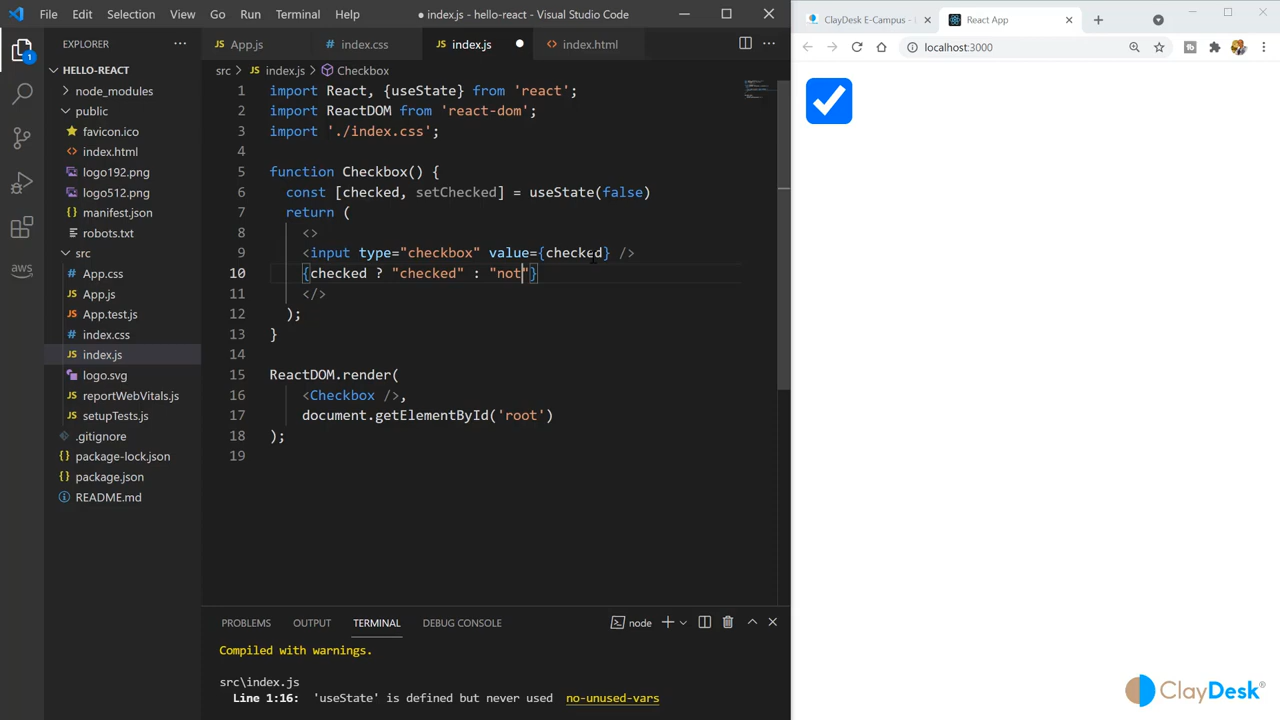 File Edit Selection View Go Run Terminal Help ● index.js - hello-react - Visual Studio Code
ClayDesk E-Campus - React App
EXPLORER
App.js index.css index.js index.html
localhost:3000
HELLO-REACT
node_modules
public
favicon.ico
index.html
logo192.png
logo512.png
manifest.json
robots.txt
src
App.css
App.js
App.test.js
index.css
index.js
logo.svg
reportWebVitals.js
setupTests.js
.gitignore
package-lock.json
package.json
README.md
aws
1
src > JS index.js > Checkbox
1 import React, {useState} from 'react';
2 import ReactDOM from 'react-dom';
3 import './index.css';
4
5 function Checkbox() {
6 const [checked, setChecked] = useState(false)
7 return (
8 <>
9 <input type="checkbox" value={checked} />
10 {checked ? "checked" : "not"}
11 </>
12 );
13 }
14
15 ReactDOM.render(
16 <Checkbox />,
17 document.getElementById('root')
18 );
19
PROBLEMS OUTPUT TERMINAL DEBUG CONSOLE node
Compiled with warnings.
src\index.js
Line 1:16: 'useState' is defined but never used no-unused-vars
ClayDesk®